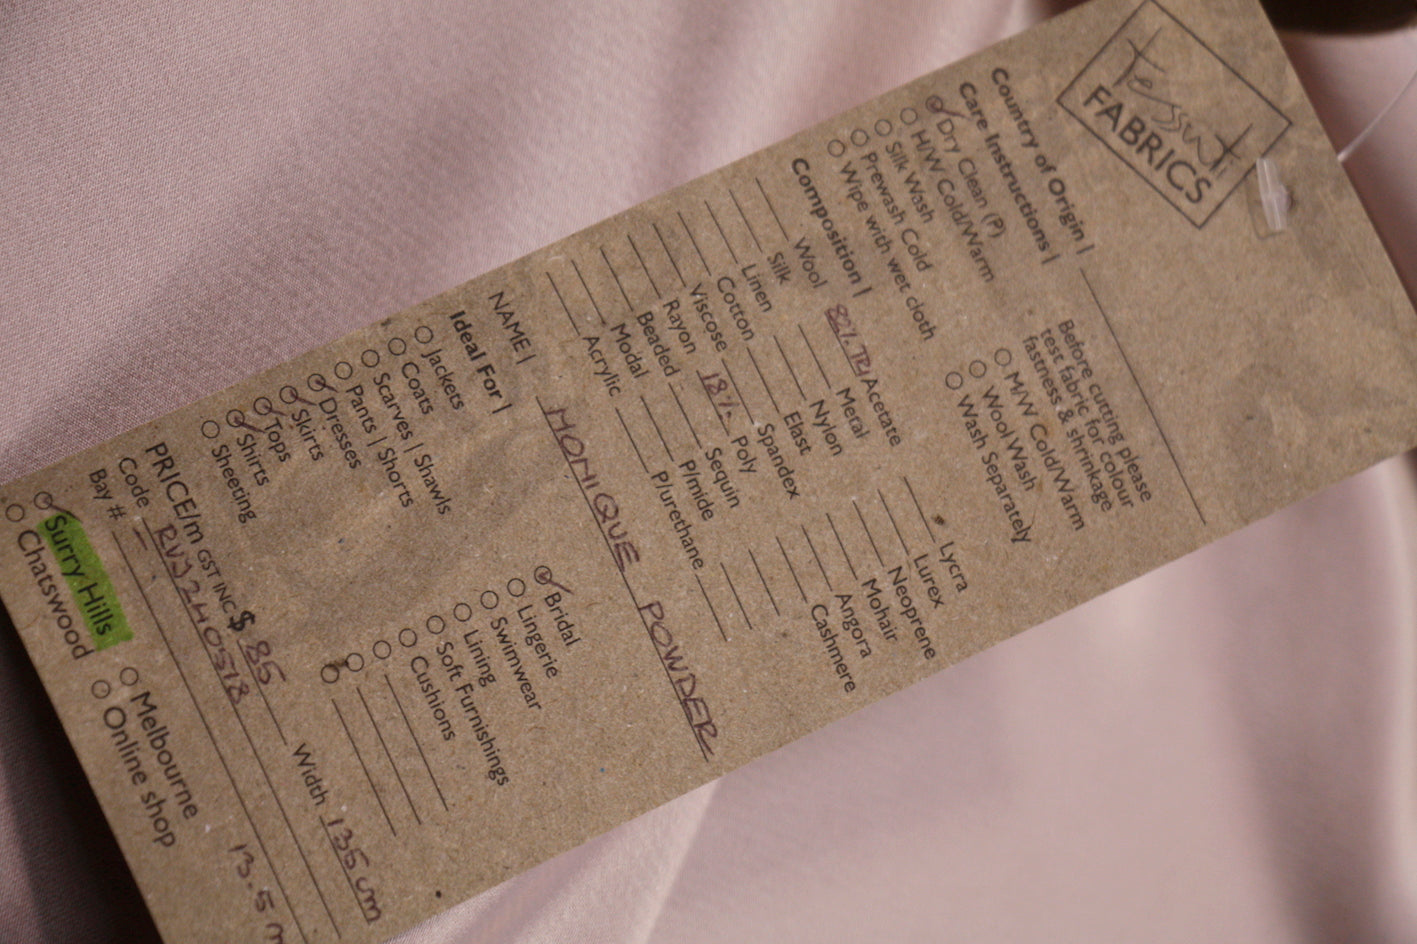 tessuti
FABRICS
Country of Origin |
Care Instructions |
Dry Clean (P)
H/W Cold/Warm
Silk Wash
Prewash Cold
Wipe with wet cloth
Before cutting please
test fabric for colour
fastness & shrinkage
M/W Cold/Warm
Wool Wash
Wash Separately
Composition |
Wool
Silk
Linen
Cotton
Viscose
Rayon
Beaded
Modal
Acrylic
82% TRI Acetate
Metal
Nylon
Elast
Spandex
18% Poly
Sequin
P/mide
P/urethane
Lycra
Lurex
Neoprene
Mohair
Angora
Cashmere
NAME | MONIQUE POWDER
Ideal For |
Jackets
Coats
Scarves | Shawls
Pants | Shorts
Dresses
Skirts
Tops
Shirts
Sheeting
Bridal
Lingerie
Swimwear
Lining
Soft Furnishings
Cushions
PRICE/m GST INC $ 85 Width 135cm
Code
Bay # 13.5
Surry Hills
Chatswood
Melbourne
Online shop